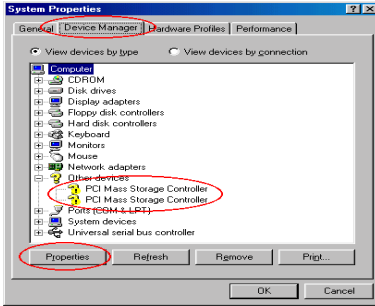 System Properties
General Device Manager Hardware Profiles Performance
View devices by type View devices by connection
Computer
CDROM
Disk drives
Display adapters
Floppy disk controllers
Hard disk controllers
Keyboard
Monitors
Mouse
Network adapters
Other devices
PCI Mass Storage Controller
PCI Mass Storage Controller
Ports (COM & LPT)
System devices
Universal serial bus controller
Properties Refresh Remove Print...
OK Cancel